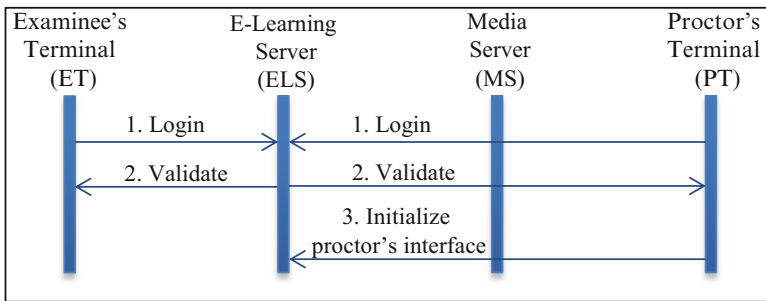 Examinee's
Terminal
(ET)
E-Learning
Server
(ELS)
Media
Server
(MS)
Proctor's
Terminal
(PT)
1. Login
1. Login
2. Validate
2. Validate
3. Initialize
proctor's interface